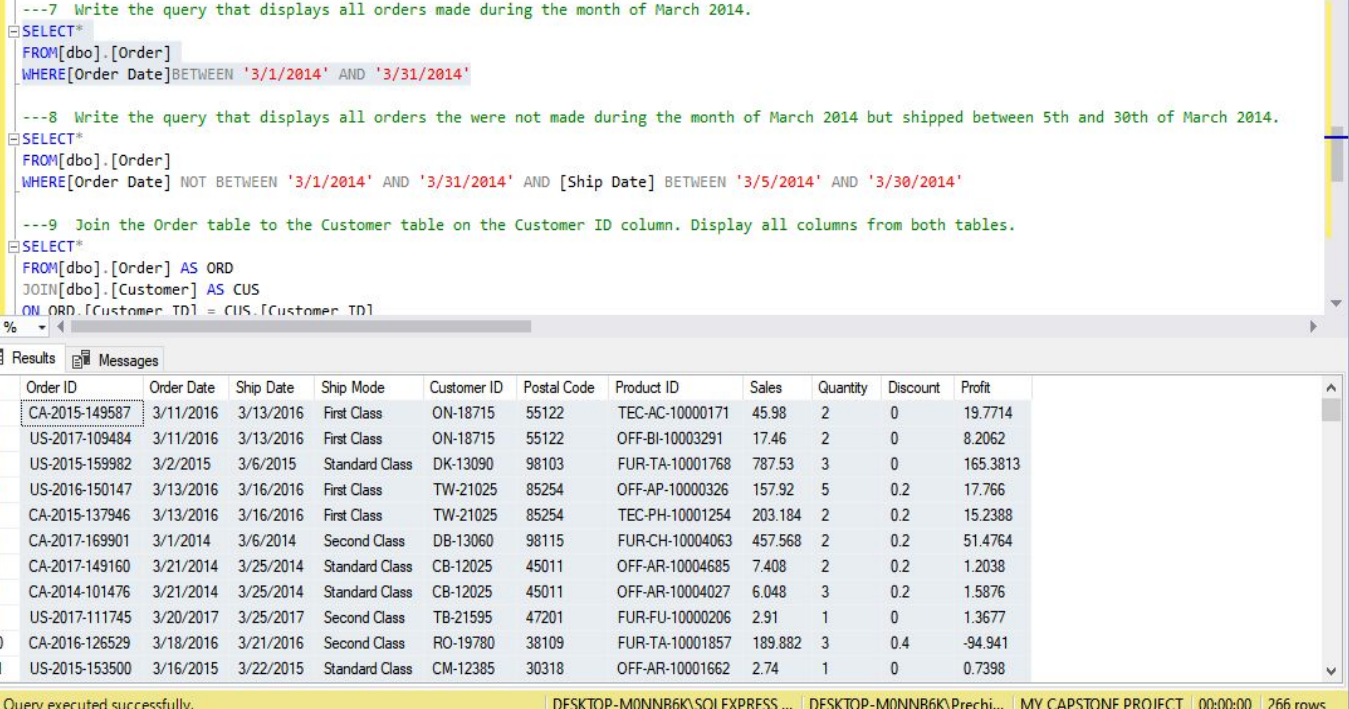 ---7 Write the query that displays all orders made during the month of March 2014.
SELECT*
FROM[dbo].[Order]
WHERE[Order Date]BETWEEN '3/1/2014' AND '3/31/2014'
---8 Write the query that displays all orders the were not made during the month of March 2014 but shipped between 5th and 30th of March 2014.
SELECT*
FROM[dbo].[Order]
WHERE[Order Date] NOT BETWEEN '3/1/2014' AND '3/31/2014' AND [Ship Date] BETWEEN '3/5/2014' AND '3/30/2014'
---9 Join the Order table to the Customer table on the Customer ID column. Display all columns from both tables.
SELECT*
FROM[dbo].[Order] AS ORD
JOIN[dbo].[Customer] AS CUS
ON ORD.[Customer ID] = CUS.[Customer ID]
%
Results Messages
Order ID Order Date Ship Date Ship Mode Customer ID Postal Code Product ID Sales Quantity Discount Profit
CA-2015-149587 3/11/2016 3/13/2016 First Class ON-18715 55122 TEC-AC-10000171 45.98 2 0 19.7714
US-2017-109484 3/11/2016 3/13/2016 First Class ON-18715 55122 OFF-BI-10003291 17.46 2 0 8.2062
US-2015-159982 3/2/2015 3/6/2015 Standard Class DK-13090 98103 FUR-TA-10001768 787.53 3 0 165.3813
US-2016-150147 3/13/2016 3/16/2016 First Class TW-21025 85254 OFF-AP-10000326 157.92 5 0.2 17.766
CA-2015-137946 3/13/2016 3/16/2016 First Class TW-21025 85254 TEC-PH-10001254 203.184 2 0.2 15.2388
CA-2017-169901 3/1/2014 3/6/2014 Second Class DB-13060 98115 FUR-CH-10004063 457.568 2 0.2 51.4764
CA-2017-149160 3/21/2014 3/25/2014 Standard Class CB-12025 45011 OFF-AR-10004685 7.408 2 0.2 1.2038
CA-2014-101476 3/21/2014 3/25/2014 Standard Class CB-12025 45011 OFF-AR-10004027 6.048 3 0.2 1.5876
US-2017-111745 3/20/2017 3/25/2017 Second Class TB-21595 47201 FUR-FU-10000206 2.91 1 0 1.3677
0 CA-2016-126529 3/18/2016 3/21/2016 Second Class RO-19780 38109 FUR-TA-10001857 189.882 3 0.4 -94.941
1 US-2015-153500 3/16/2015 3/22/2015 Standard Class CM-12385 30318 OFF-AR-10001662 2.74 1 0 0.7398
Query executed successfully. DESKTOP-M0NNB6K\SQLEXPRESS ... DESKTOP-M0NNB6K\Prechi... MY CAPSTONE PROJECT 00:00:00 266 rows